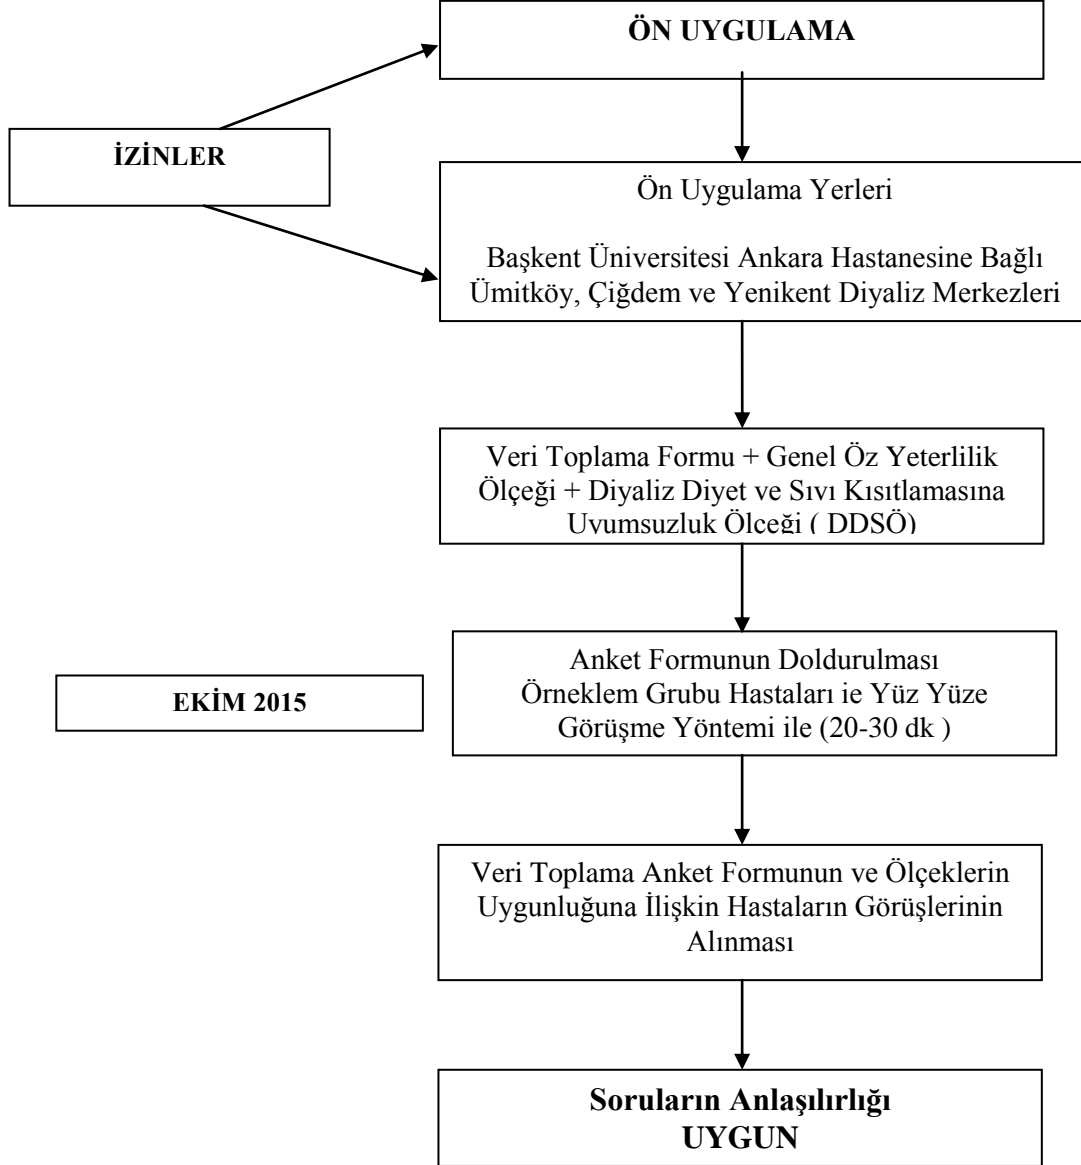 ÖN UYGULAMA
İZİNLER
Ön Uygulama Yerleri
Başkent Üniversitesi Ankara Hastanesine Bağlı
Ümitköy, Çiğdem ve Yenikent Diyaliz Merkezleri
Veri Toplama Formu + Genel Öz Yeterlilik
Ölçeği + Diyaliz Diyet ve Sıvı Kısıtlamasına
Uyumsuzluk Ölçeği ( DDSÖ)
Anket Formunun Doldurulması
Örneklem Grubu Hastaları ie Yüz Yüze
Görüşme Yöntemi ile (20-30 dk )
EKİM 2015
Veri Toplama Anket Formunun ve Ölçeklerin
Uygunluğuna İlişkin Hastaların Görüşlerinin
Alınması
Soruların Anlaşılırlığı
UYGUN